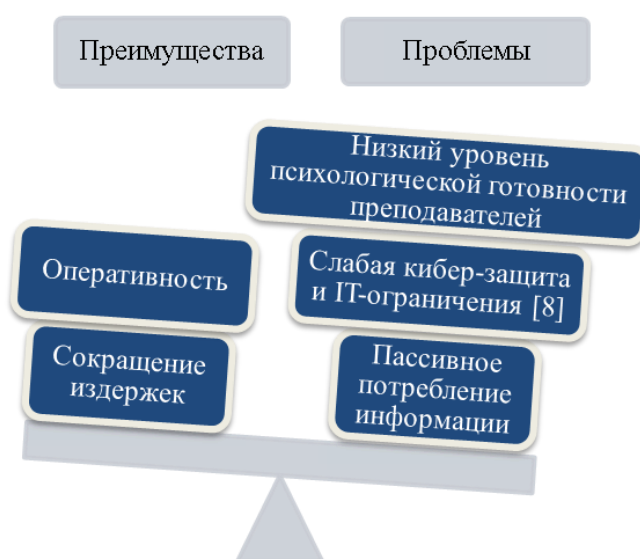 Преимущества
Проблемы
Низкий уровень
психологической готовности
преподавателей
Оперативность
Слабая кибер-защита
и IT-ограничения [8]
Сокращение
издержек
Пассивное
потребление
информации